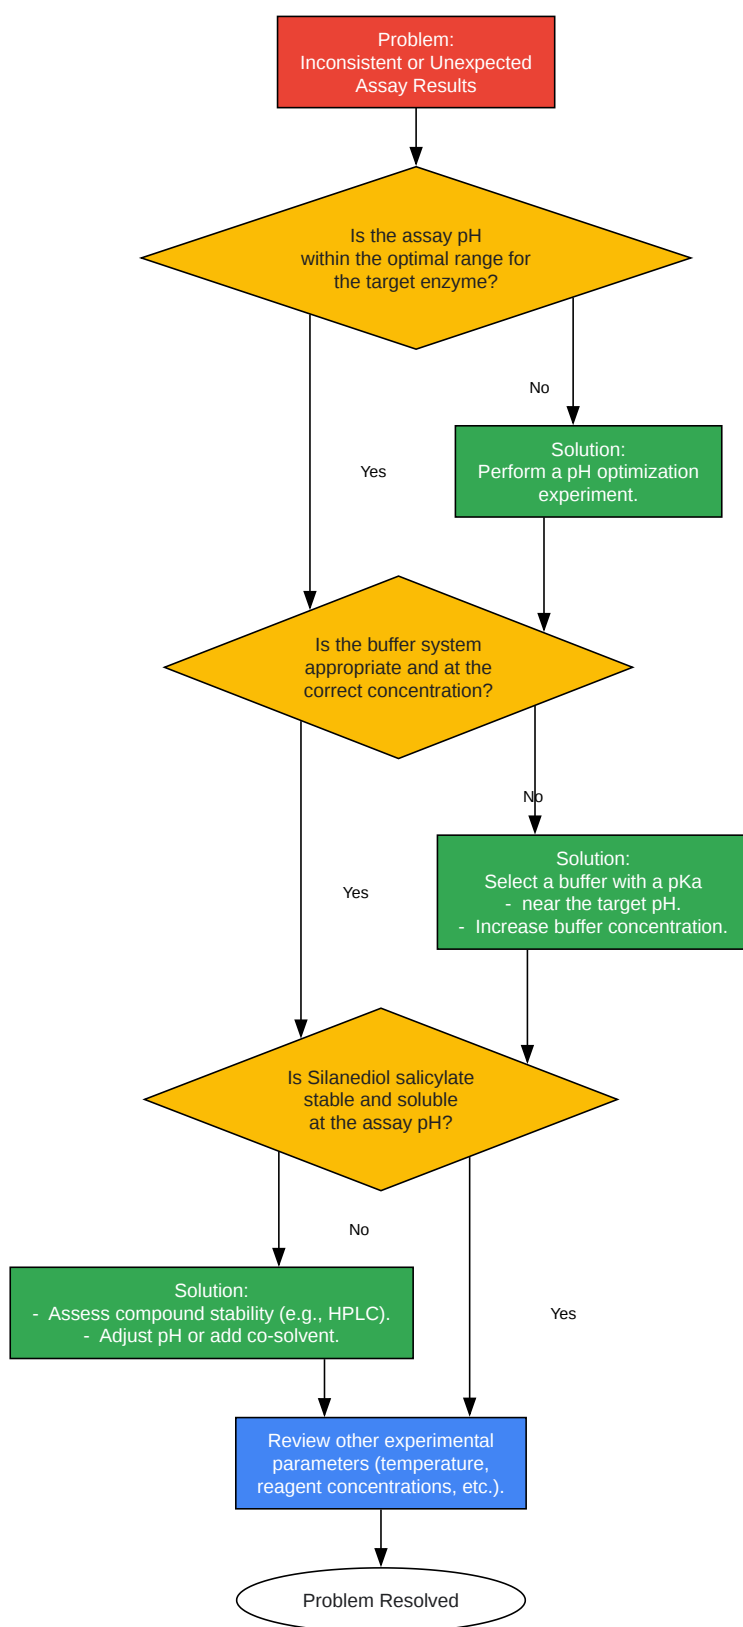 Problem:
Inconsistent or Unexpected
Assay Results
Is the assay pH
within the optimal range for
the target enzyme?
No
Solution:
Perform a pH optimization
experiment.
Yes
Is the buffer system
appropriate and at the
correct concentration?
No
Solution:
Select a buffer with a pKa
- near the target pH.
- Increase buffer concentration.
Yes
Is Silanediol salicylate
stable and soluble
at the assay pH?
No
Solution:
- Assess compound stability (e.g., HPLC).
- Adjust pH or add co-solvent.
Yes
Review other experimental
parameters (temperature,
reagent concentrations, etc.).
Problem Resolved